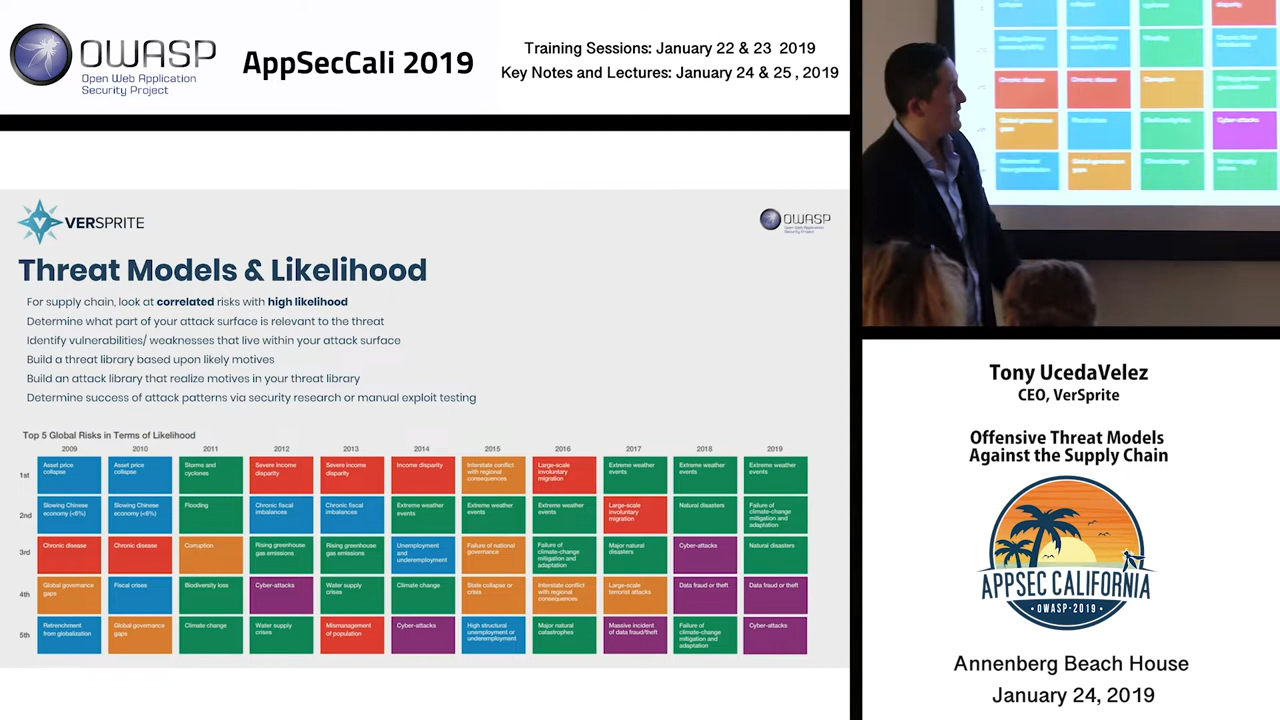 OWASP
Open Web Application
Security Project
AppSecCali 2019
Training Sessions: January 22 & 23 2019
Key Notes and Lectures: January 24 & 25 , 2019
VERSPRITE
OWASP
Open Web Application
Security Project
Threat Models & Likelihood
For supply chain, look at correlated risks with high likelihood
Determine what part of your attack surface is relevant to the threat
Identify vulnerabilities/ weaknesses that live within your attack surface
Build a threat library based upon likely motives
Build an attack library that realize motives in your threat library
Determine success of attack patterns via security research or manual exploit testing
Top 5 Global Risks in Terms of Likelihood
2009 2010 2011 2012 2013 2014 2015 2016 2017 2018 2019
1st
Asset price
collapse
Asset price
collapse
Storms and
cyclones
Severe income
disparity
Severe income
disparity
Income disparity
Interstate conflict
with regional
consequences
Large-scale
involuntary
migration
Extreme weather
events
Extreme weather
events
Extreme weather
events
2nd
Slowing Chinese
economy (<6%)
Slowing Chinese
economy (<6%)
Flooding
Chronic fiscal
imbalances
Chronic fiscal
imbalances
Extreme weather
events
Extreme weather
events
Extreme weather
events
Large-scale
involuntary
migration
Natural disasters
Failure of
climate-change
mitigation and
adaptation
3rd
Chronic disease
Chronic disease
Corruption
Rising greenhouse
gas emissions
Rising greenhouse
gas emissions
Unemployment
and
underemployment
Failure of national
governance
Failure of
climate-change
mitigation and
adaptation
Major natural
disasters
Cyber-attacks
Natural disasters
4th
Global governance
gaps
Fiscal crises
Biodiversity loss
Cyber-attacks
Water supply
crises
Climate change
State collapse or
crisis
Interstate conflict
with regional
consequences
Large-scale
terrorist attacks
Data fraud or theft
Data fraud or theft
5th
Retrenchment
from globalization
Global governance
gaps
Climate change
Water supply
crises
Mismanagement
of population
Cyber-attacks
High structural
unemployment or
underemployment
Major natural
catastrophes
Massive incident
of data fraud/theft
Failure of
climate-change
mitigation and
adaptation
Cyber-attacks
Chronic disease
Chronic disease
Corruption
Cyber-attacks
Tony UcedaVelez
CEO, VerSprite
Offensive Threat Models
Against the Supply Chain
APPSEC CALIFORNIA
OWASP·2019
Annenberg Beach House
January 24, 2019